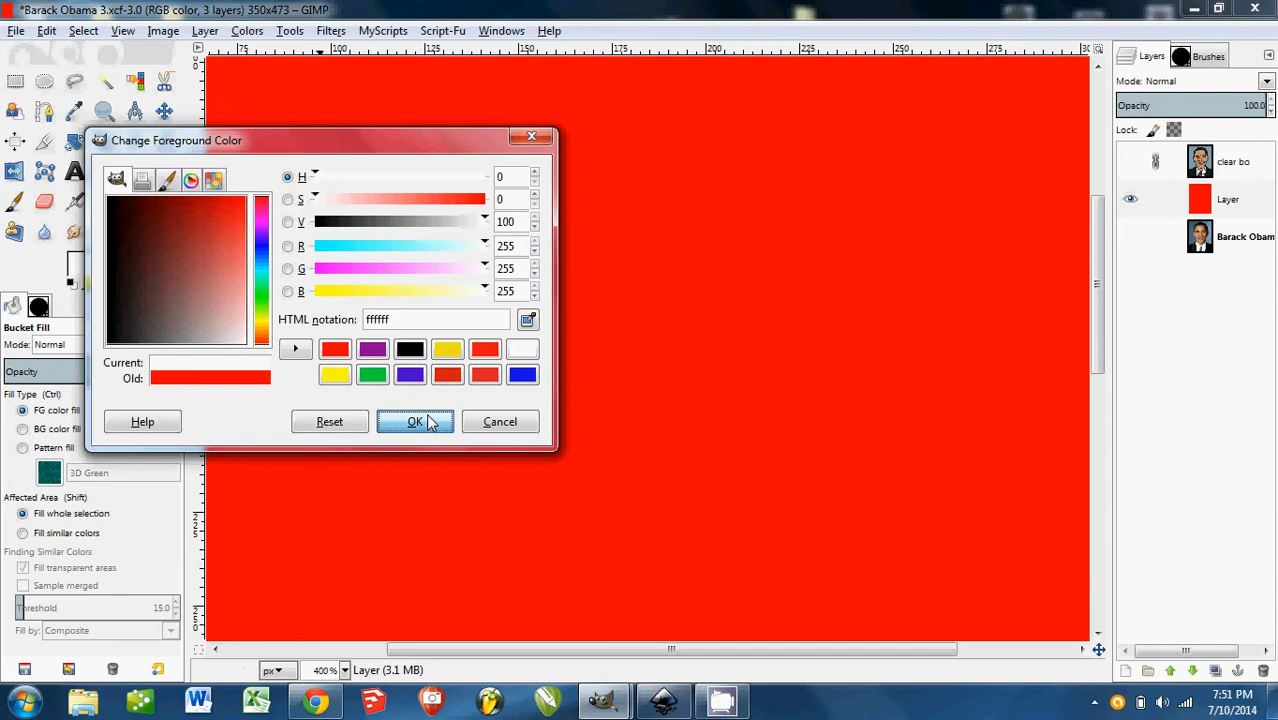 *Barack Obama 3.xcf-3.0 (RGB color, 3 layers) 350x473 – GIMP
File Edit Select View Image Layer Colors Tools Filters MyScripts Script-Fu Windows Help
75 100 125 150 175 200 225 250 275
Layers Brushes
Mode: Normal
Opacity 100.0
Lock:
clear bo
Layer
Barack Obam
Change Foreground Color
H 0
S 0
V 100
R 255
G 255
B 255
HTML notation: ffffff
Current:
Old:
Help Reset OK Cancel
Bucket Fill
Mode: Normal
Opacity
Fill Type (Ctrl)
FG color fill
BG color fill
Pattern fill
3D Green
Affected Area (Shift)
Fill whole selection
Fill similar colors
Finding Similar Colors
Fill transparent areas
Sample merged
Threshold 15.0
Fill by: Composite
225
250
px 400% Layer (3.1 MB)
7:51 PM
7/10/2014